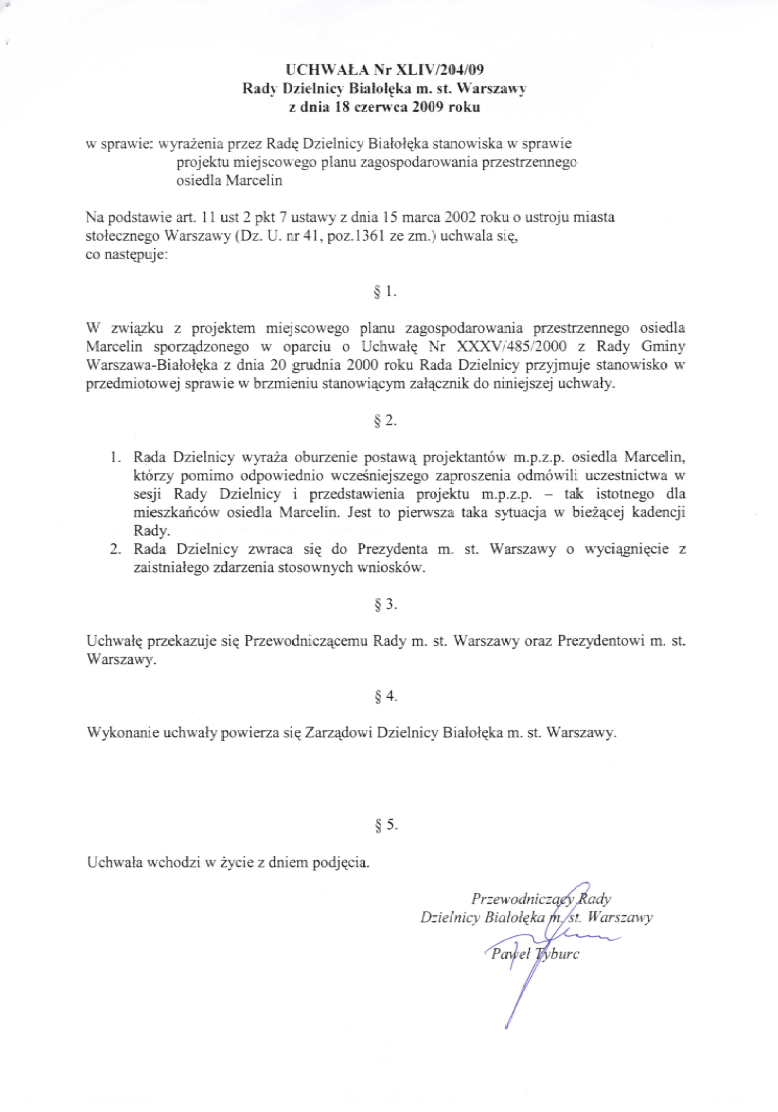 UCHWAŁA Nr XLIV/204/09
Rady Dzielnicy Białołęka m. st. Warszawy
z dnia 18 czerwca 2009 roku
w sprawie: wyrażenia przez Radę Dzielnicy Białołęka stanowiska w sprawie
projektu miejscowego planu zagospodarowania przestrzennego
osiedla Marcelin
Na podstawie art. 11 ust 2 pkt 7 ustawy z dnia 15 marca 2002 roku o ustroju miasta
stołecznego Warszawy (Dz. U. nr 41, poz.1361 ze zm.) uchwala się,
co następuje:
§ 1.
W związku z projektem miejscowego planu zagospodarowania przestrzennego osiedla
Marcelin sporządzonego w oparciu o Uchwałę Nr XXXV/485/2000 z Rady Gminy
Warszawa-Białołęka z dnia 20 grudnia 2000 roku Rada Dzielnicy przyjmuje stanowisko w
przedmiotowej sprawie w brzmieniu stanowiącym załącznik do niniejszej uchwały.
§ 2.
1. Rada Dzielnicy wyraża oburzenie postawą projektantów m.p.z.p. osiedla Marcelin,
którzy pomimo odpowiednio wcześniejszego zaproszenia odmówili uczestnictwa w
sesji Rady Dzielnicy i przedstawienia projektu m.p.z.p. – tak istotnego dla
mieszkańców osiedla Marcelin. Jest to pierwsza taka sytuacja w bieżącej kadencji
Rady.
2. Rada Dzielnicy zwraca się do Prezydenta m. st. Warszawy o wyciągnięcie z
zaistniałego zdarzenia stosownych wniosków.
§ 3.
Uchwałę przekazuje się Przewodniczącemu Rady m. st. Warszawy oraz Prezydentowi m. st.
Warszawy.
§ 4.
Wykonanie uchwały powierza się Zarządowi Dzielnicy Białołęka m. st. Warszawy.
§ 5.
Uchwała wchodzi w życie z dniem podjęcia.
Przewodniczący Rady
Dzielnicy Białołęka m. st. Warszawy
Paweł Tyburc